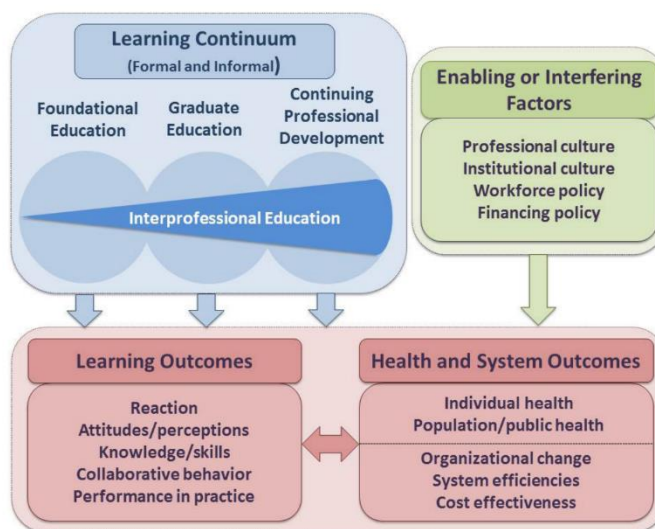 Learning Continuum
(Formal and Informal)
Foundational
Education
Graduate
Education
Continuing
Professional
Development
Interprofessional Education
Enabling or Interfering
Factors
Professional culture
Institutional culture
Workforce policy
Financing policy
Learning Outcomes
Reaction
Attitudes/perceptions
Knowledge/skills
Collaborative behavior
Performance in practice
Health and System Outcomes
Individual health
Population/public health
Organizational change
System efficiencies
Cost effectiveness